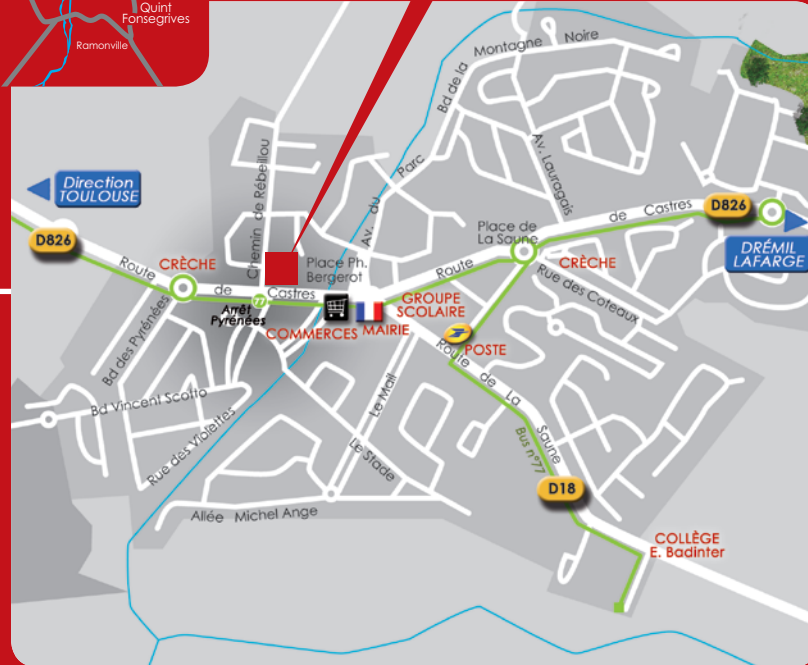 Quint
Fonsegrives
Ramonville
Montagne Noire
Bd de la
Direction
TOULOUSE
Chemin de Rébeillou
Parc
Av. du
Av. Lauragais
D826
de Castres
D826
Place de
La Saune
DRÉMIL
LAFARGE
Route
CRÈCHE
de
Castres
Place Ph.
Bergerot
Route
CRÈCHE
Rue des Coteaux
77
Arrêt
Pyrénées
COMMERCES
MAIRIE
GROUPE
SCOLAIRE
POSTE
Bd des Pyrénées
Route de La Saune
Bd Vincent Scotto
Le Mail
Rue des Violettes
Le Stade
Bus n°77
D18
Allée Michel Ange
COLLÈGE
E. Badinter